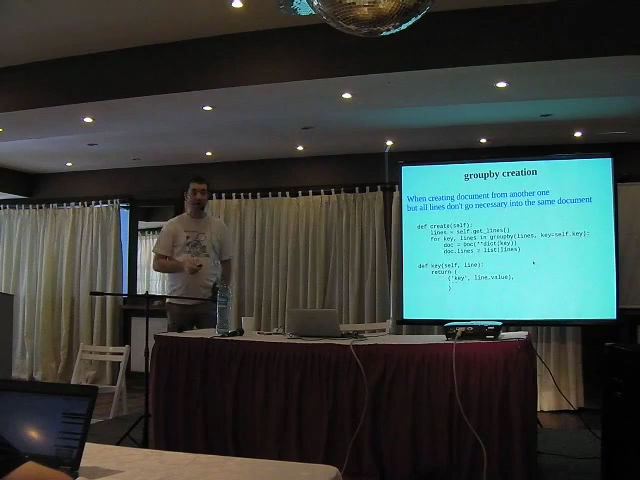 groupby creation
When creating document from another one
but all lines don't go necessary into the same document
def create(self):
lines = self.get_lines()
for key, lines in groupby(lines, key=self.key):
doc = Doc(**dict(key))
doc.lines = list(lines)
def key(self, line):
return (
('key', line.value),
)